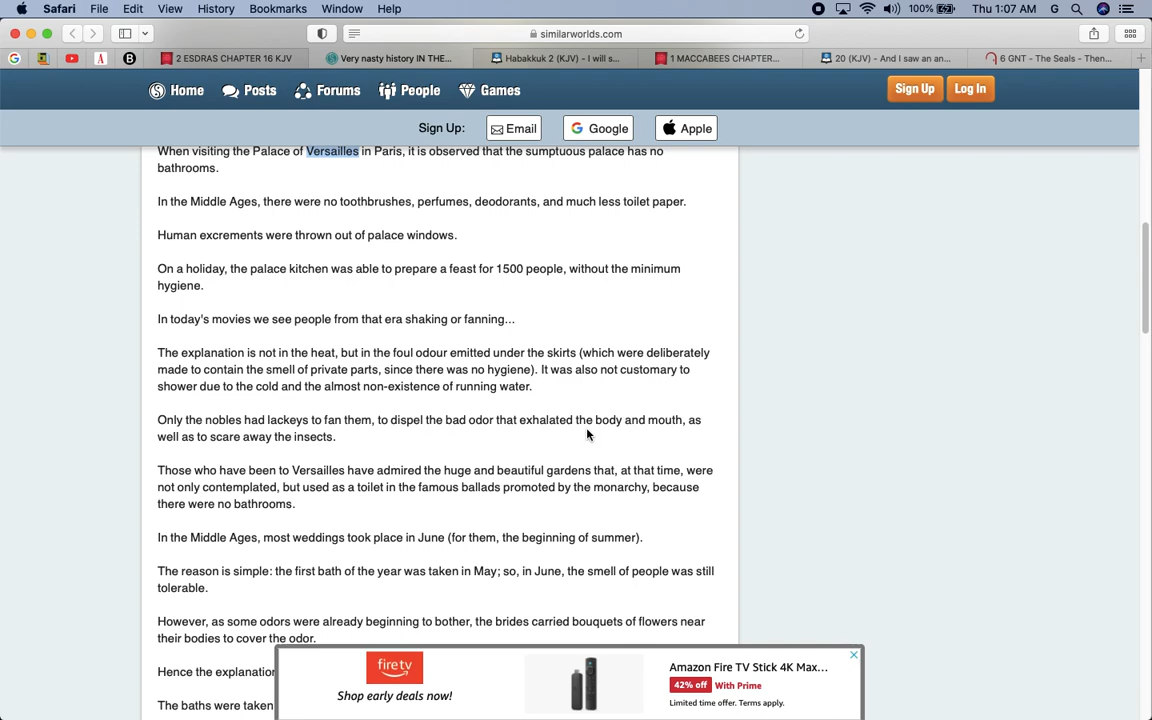 Safari File Edit View History Bookmarks Window Help 100% Thu 1:07 AM G
similarworlds.com
2 ESDRAS CHAPTER 16 KJV Very nasty history IN THE... Habakkuk 2 (KJV) - I will s... 1 MACCABEES CHAPTER... 20 (KJV) - And I saw an an... 6 GNT - The Seals - Then...
Home Posts Forums People Games Sign Up Log In
Sign Up: Email Google Apple
When visiting the Palace of Versailles in Paris, it is observed that the sumptuous palace has no
bathrooms.
In the Middle Ages, there were no toothbrushes, perfumes, deodorants, and much less toilet paper.
Human excrements were thrown out of palace windows.
On a holiday, the palace kitchen was able to prepare a feast for 1500 people, without the minimum
hygiene.
In today's movies we see people from that era shaking or fanning...
The explanation is not in the heat, but in the foul odour emitted under the skirts (which were deliberately
made to contain the smell of private parts, since there was no hygiene). It was also not customary to
shower due to the cold and the almost non-existence of running water.
Only the nobles had lackeys to fan them, to dispel the bad odor that exhalated the body and mouth, as
well as to scare away the insects.
Those who have been to Versailles have admired the huge and beautiful gardens that, at that time, were
not only contemplated, but used as a toilet in the famous ballads promoted by the monarchy, because
there were no bathrooms.
In the Middle Ages, most weddings took place in June (for them, the beginning of summer).
The reason is simple: the first bath of the year was taken in May; so, in June, the smell of people was still
tolerable.
However, as some odors were already beginning to bother, the brides carried bouquets of flowers near
their bodies to cover the odor.
Hence the explanation
The baths were taken
fire tv
Shop early deals now!
Amazon Fire TV Stick 4K Max...
42% off With Prime
Limited time offer. Terms apply.